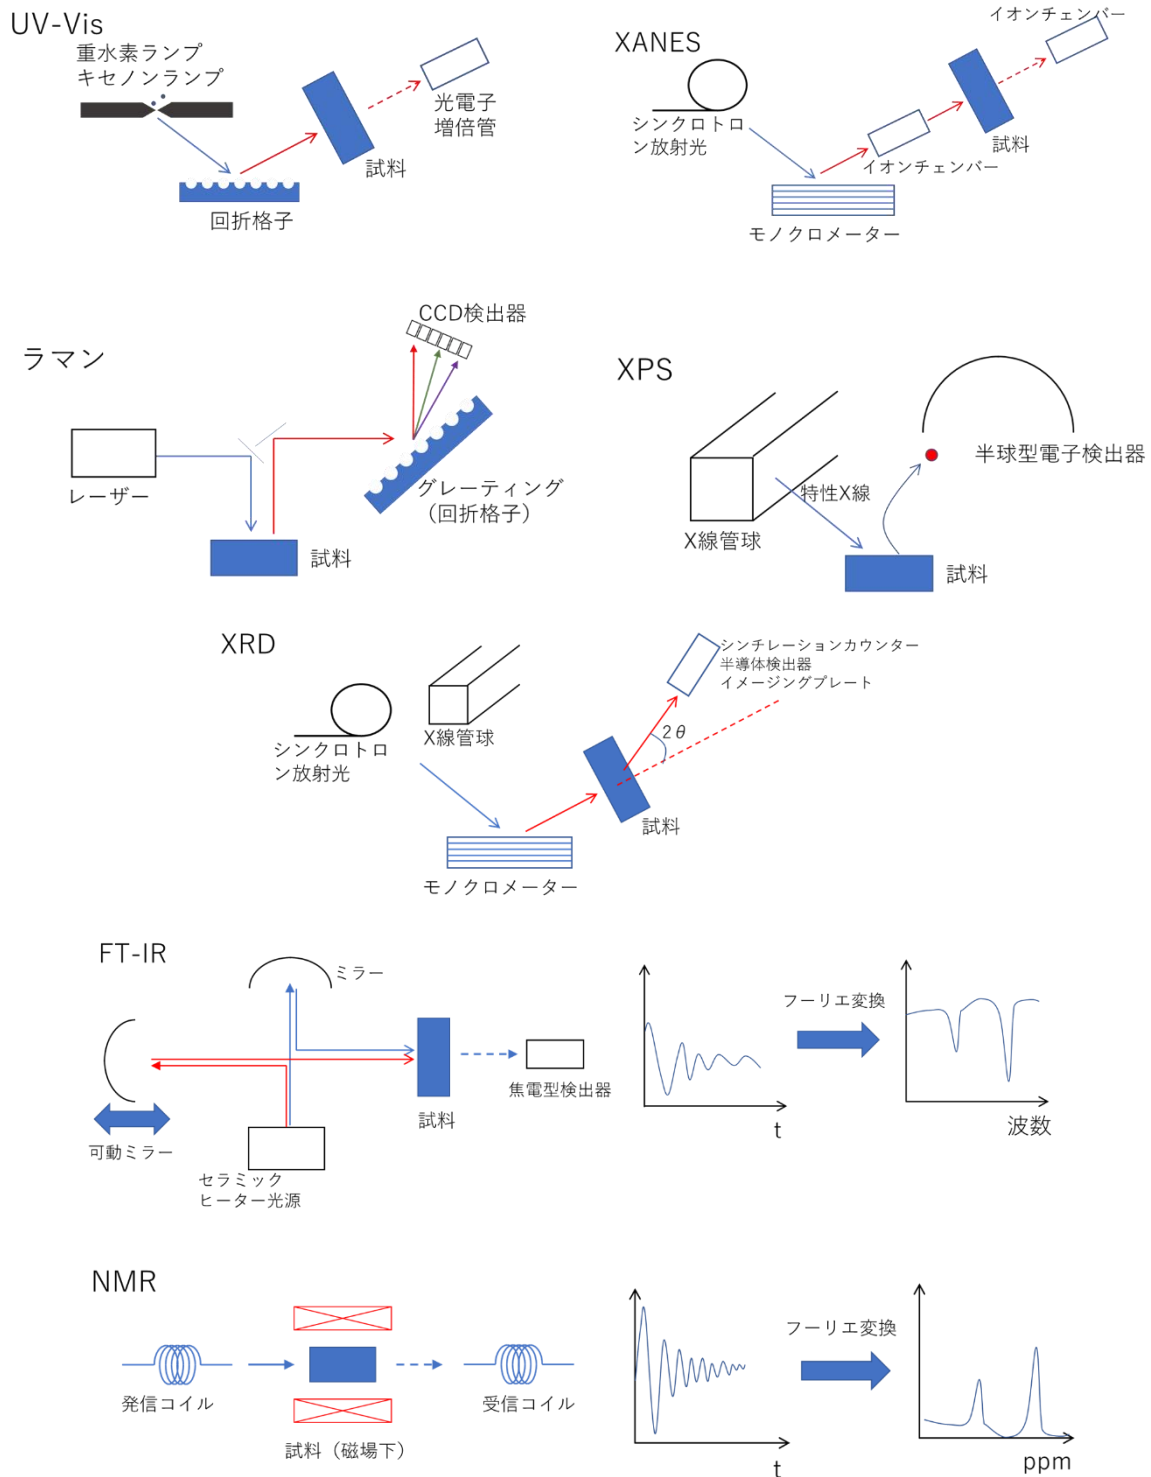 UV-Vis
重水素ランプ
キセノンランプ
光電子
増倍管
試料
回折格子
XANES
イオンチェンバー
シンクロトロ
ン放射光
試料
イオンチェンバー
モノクロメーター
ラマン
CCD検出器
レーザー
グレーティング
（回折格子）
試料
XPS
半球型電子検出器
特性X線
X線管球
試料
XRD
シンチレーションカウンター
半導体検出器
イメージングプレート
2θ
シンクロトロ
ン放射光
X線管球
試料
モノクロメーター
FT-IR
ミラー
可動ミラー
セラミック
ヒーター光源
試料
焦電型検出器
t
フーリエ変換
波数
NMR
発信コイル
試料（磁場下）
受信コイル
t
フーリエ変換
ppm